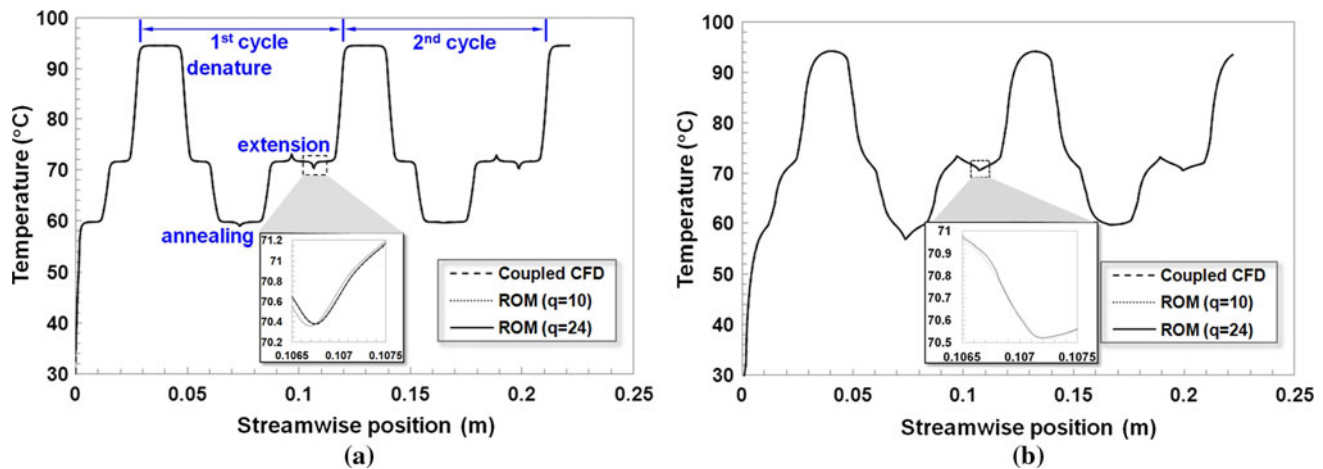 100
90
80
70
60
50
40
30
Temperature (°C)
1st cycle
2nd cycle
denature
extension
annealing
71.2
71
70.8
70.6
70.4
70.2
0.1065
0.107
0.1075
Coupled CFD
ROM (q=10)
ROM (q=24)
0
0.05
0.1
0.15
0.2
0.25
Streamwise position (m)
(a)
100
90
80
70
60
50
40
30
Temperature (°C)
71
70.9
70.8
70.7
70.6
70.5
0.1065
0.107
0.1075
Coupled CFD
ROM (q=10)
ROM (q=24)
0
0.05
0.1
0.15
0.2
0.25
Streamwise position (m)
(b)